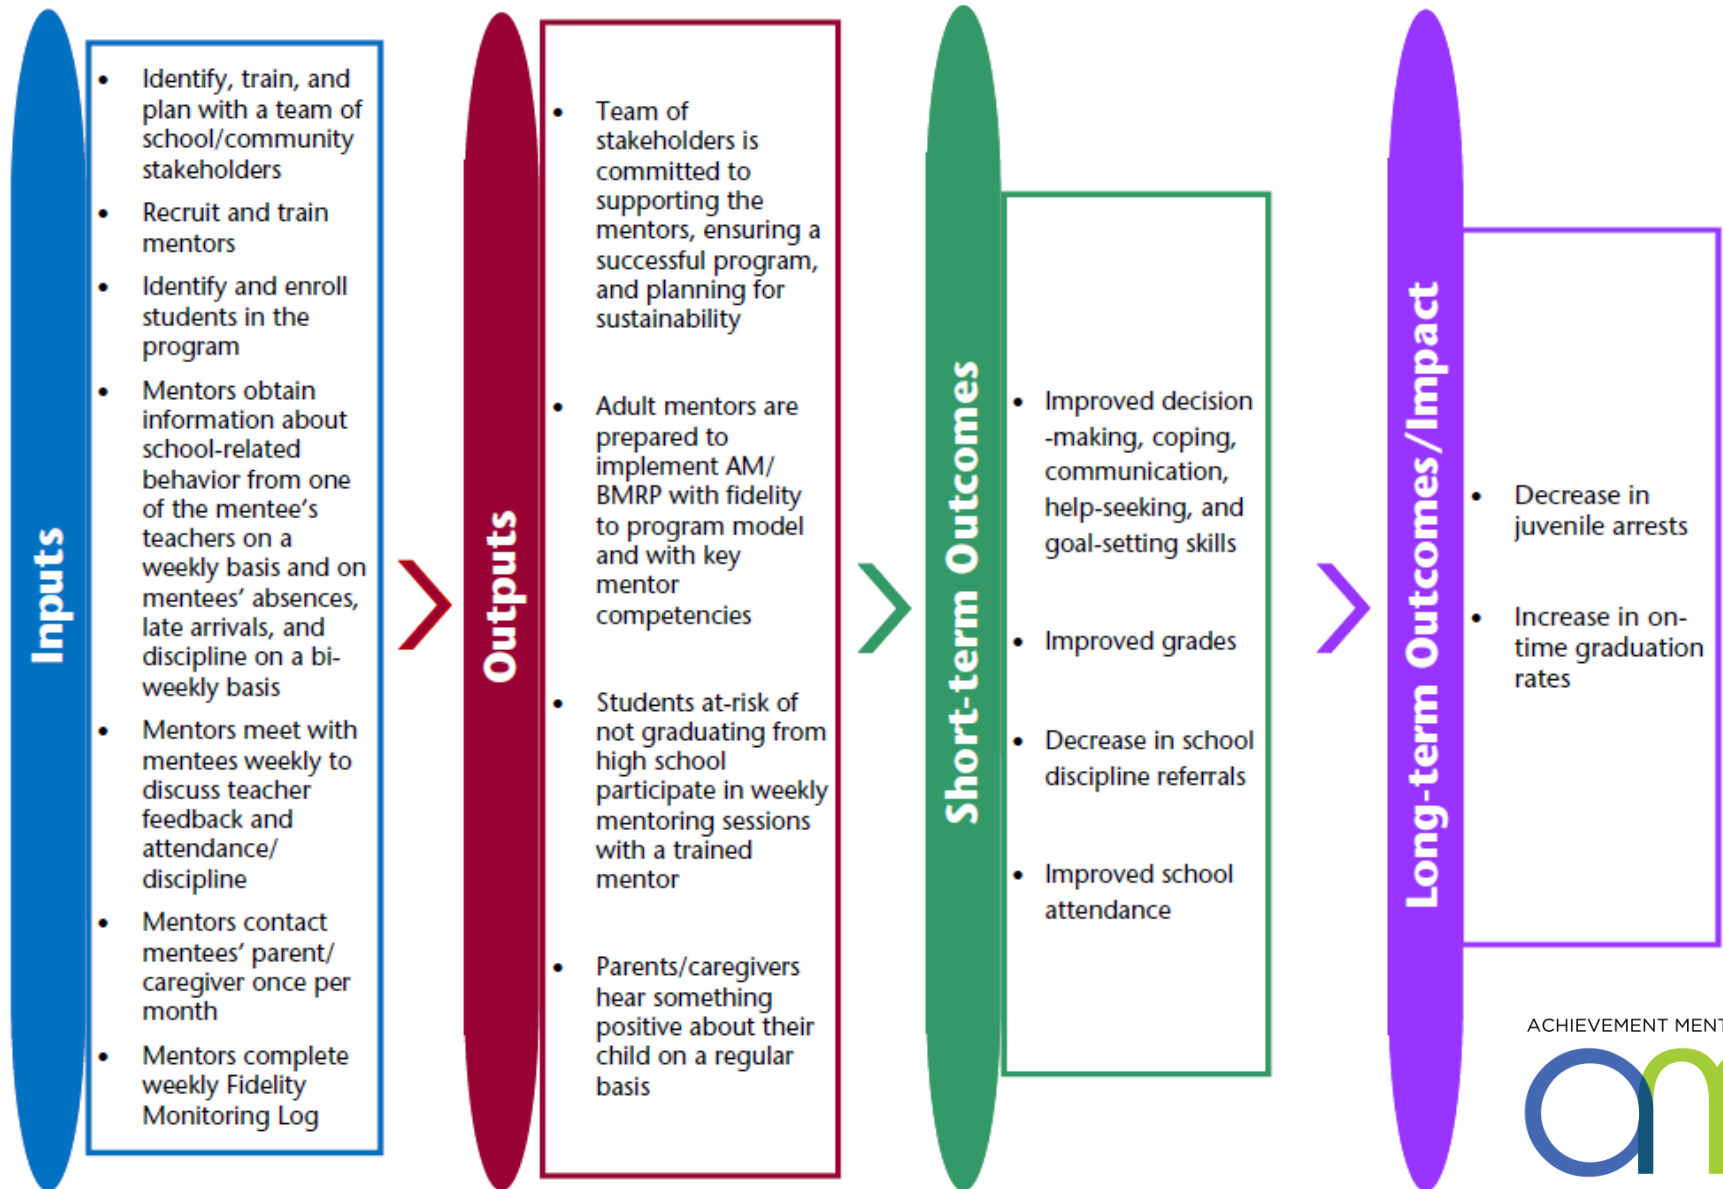 Inputs
• Identify, train, and
plan with a team of
school/community
stakeholders
• Recruit and train
mentors
• Identify and enroll
students in the
program
• Mentors obtain
information about
school-related
behavior from one
of the mentee’s
teachers on a
weekly basis and on
mentees’ absences,
late arrivals, and
discipline on a bi-
weekly basis
• Mentors meet with
mentees weekly to
discuss teacher
feedback and
attendance/
discipline
• Mentors contact
mentees’ parent/
caregiver once per
month
• Mentors complete
weekly Fidelity
Monitoring Log
Outputs
• Team of
stakeholders is
committed to
supporting the
mentors, ensuring a
successful program,
and planning for
sustainability
• Adult mentors are
prepared to
implement AM/
BMRP with fidelity
to program model
and with key
mentor
competencies
• Students at-risk of
not graduating from
high school
participate in weekly
mentoring sessions
with a trained
mentor
• Parents/caregivers
hear something
positive about their
child on a regular
basis
Short-term Outcomes
• Improved decision
-making, coping,
communication,
help-seeking, and
goal-setting skills
• Improved grades
• Decrease in school
discipline referrals
• Improved school
attendance
Long-term Outcomes/Impact
• Decrease in
juvenile arrests
• Increase in on-
time graduation
rates
ACHIEVEMENT MENT
am